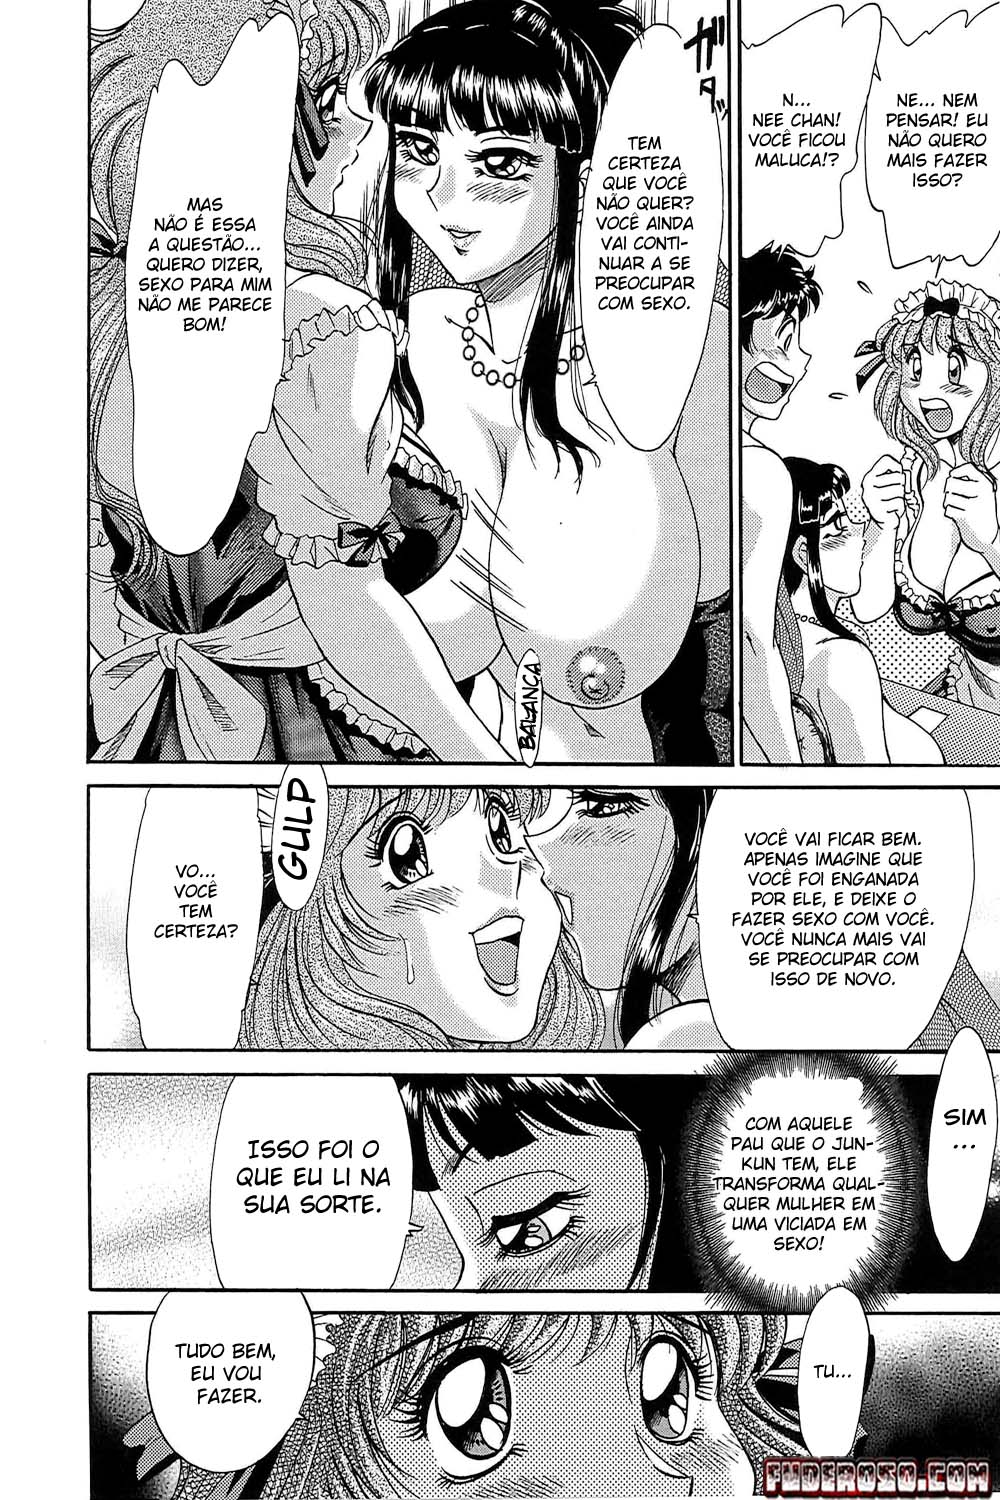 NE... NEM
PENSAR! EU
NÃO QUERO
MAIS FAZER
ISSO?
N...
NEE CHAN!
VOCÊ FICOU
MALUCA!?
ガタッ
TEM
CERTEZA
QUE VOCÊ
NÃO QUER?
VOCÊ AINDA
VAI CONTI-
NUAR A SE
PREOCUPAR
COM SEXO.
MAS
NÃO É ESSA
A QUESTÃO...
QUERO DIZER,
SEXO PARA MIM
NÃO ME PARECE
BOM!
BALANÇA
VOCÊ VAI FICAR BEM.
APENAS IMAGINE QUE
VOCÊ FOI ENGANADA
POR ELE, E DEIXE O
FAZER SEXO COM VOCÊ.
VOCÊ NUNCA MAIS VAI
SE PREOCUPAR COM
ISSO DE NOVO.
GULP
VO...
VOCÊ
TEM
CERTEZA?
SIM
...
COM AQUELE
PAU QUE O JUN-
KUN TEM, ELE
TRANSFORMA QUAL-
QUER MULHER EM
UMA VICIADA EM
SEXO!
ISSO FOI O
QUE EU LI NA
SUA SORTE.
TU...
TUDO BEM,
EU VOU
FAZER.
FUDEROSO.COM